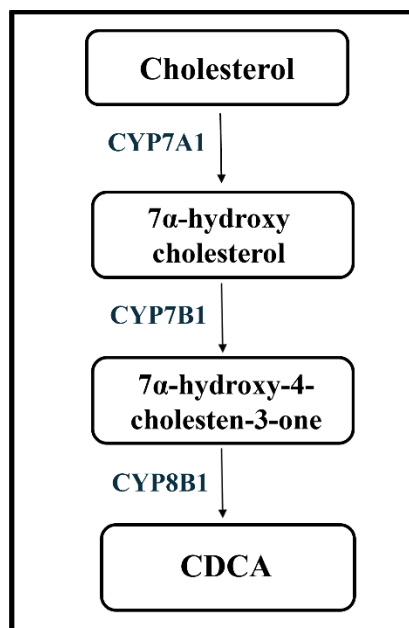 Cholesterol
CYP7A1
7α-hydroxy
cholesterol
CYP7B1
7α-hydroxy-4-
cholesten-3-one
CYP8B1
CDCA